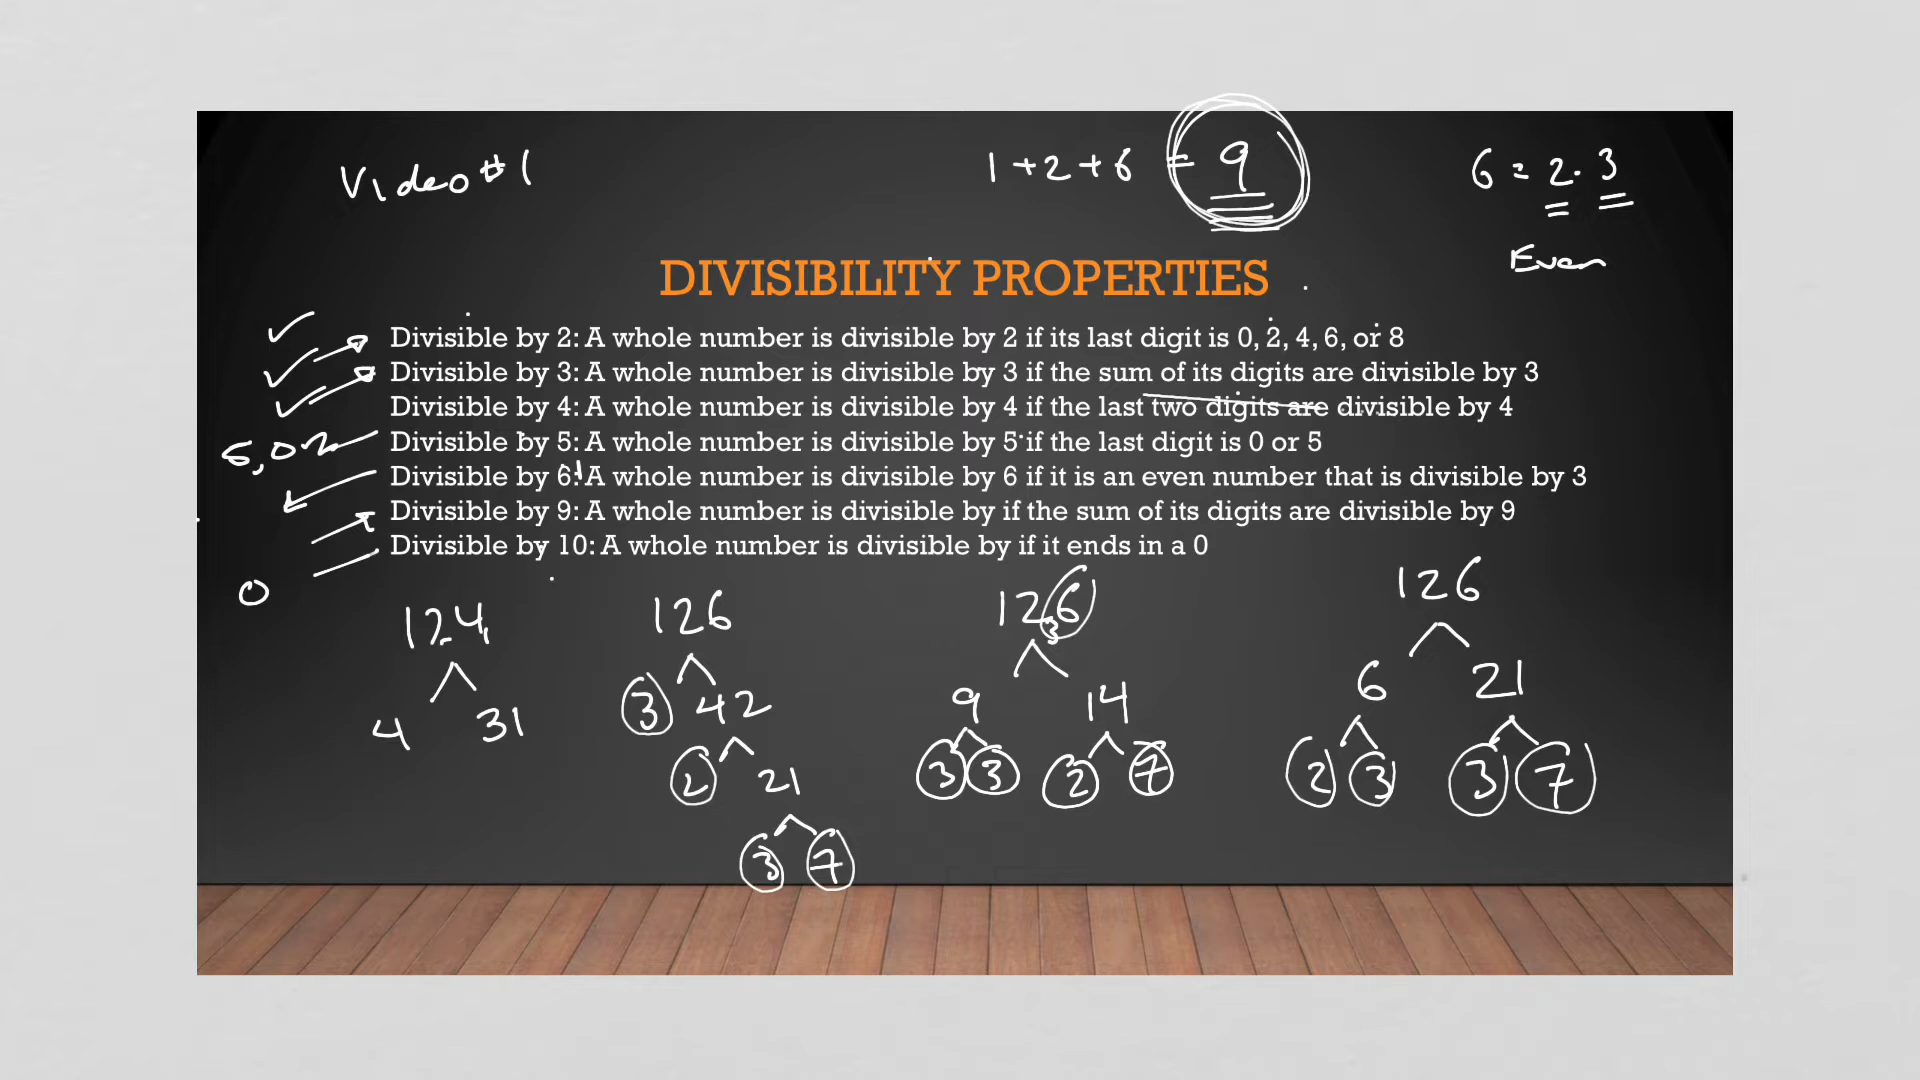 Video #1
1+2+6 = 9
6 = 2·3
Even
DIVISIBILITY PROPERTIES
Divisible by 2: A whole number is divisible by 2 if its last digit is 0, 2, 4, 6, or 8
Divisible by 3: A whole number is divisible by 3 if the sum of its digits are divisible by 3
Divisible by 4: A whole number is divisible by 4 if the last two digits are divisible by 4
5, 0
Divisible by 5: A whole number is divisible by 5 if the last digit is 0 or 5
Divisible by 6: A whole number is divisible by 6 if it is an even number that is divisible by 3
Divisible by 9: A whole number is divisible by if the sum of its digits are divisible by 9
Divisible by 10: A whole number is divisible by if it ends in a 0
0
124
4 31
126
3 42
2 21
3 7
126
3
9 14
3 3 2 7
126
6 21
2 3 3 7